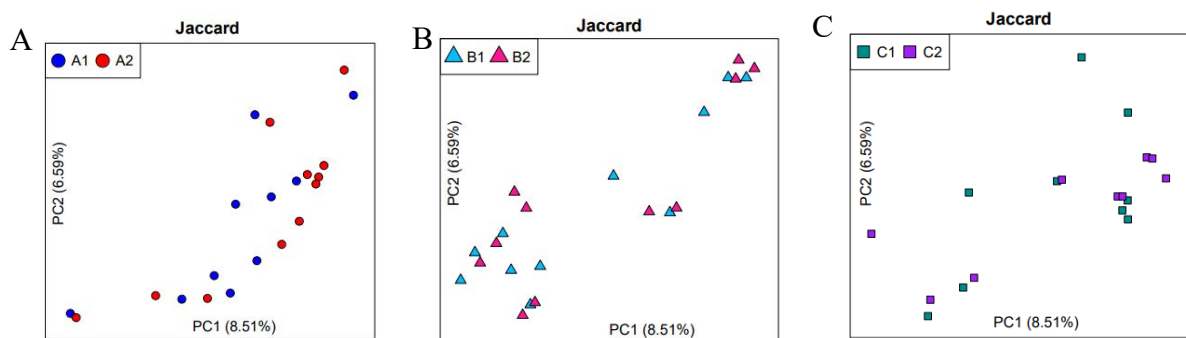 A
Jaccard
A1 A2
PC2 (6.59%)
PC1 (8.51%)
B
Jaccard
B1 B2
PC2 (6.59%)
PC1 (8.51%)
C
Jaccard
C1 C2
PC2 (6.59%)
PC1 (8.51%)